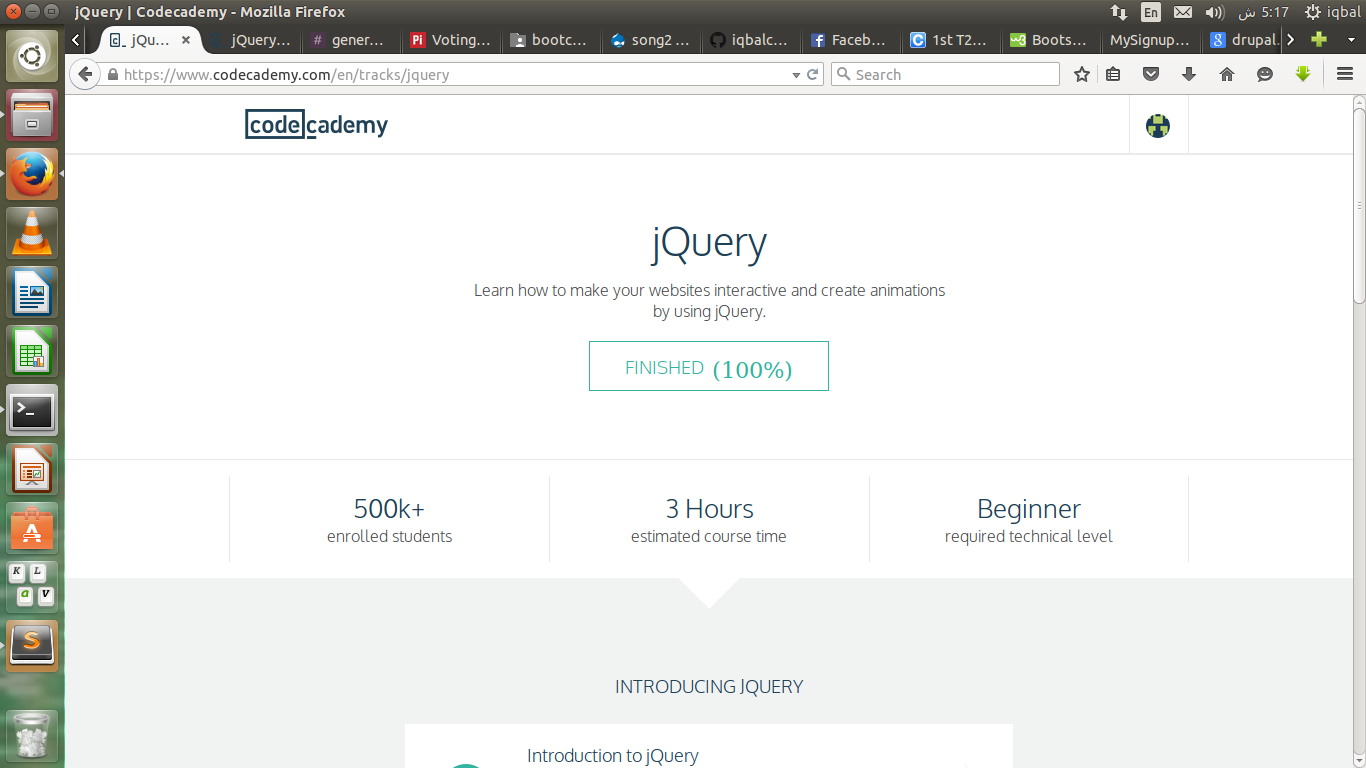 jQuery | Codecademy - Mozilla Firefox
En
5:17 ش
iqbal
jQu...
jQuery...
gener...
Voting...
bootc...
song2 ...
iqbalc...
Faceb...
1st T2...
Boots...
MySignup...
drupal.
https://www.codecademy.com/en/tracks/jquery
Search
codecademy
jQuery
Learn how to make your websites interactive and create animations
by using jQuery.
FINISHED (100%)
500k+
3 Hours
Beginner
enrolled students
estimated course time
required technical level
INTRODUCING JQUERY
Introduction to jQuery
K L
a v